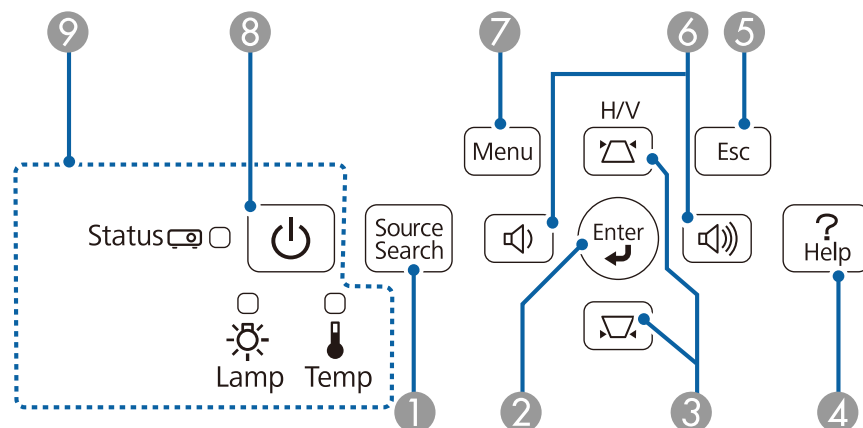 9 8 7 6 5
H/V
Menu
Esc
Status
Source
Search
Enter
?
Help
Lamp Temp
1 2 3 4